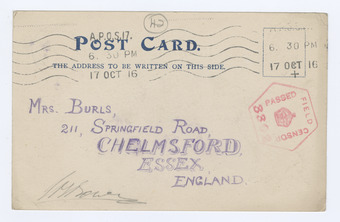 A.P.O.S.17.
6. 30 PM
17 OCT 16
6. 30 PM
17 OCT 16
POST CARD.
THE ADDRESS TO BE WRITTEN ON THIS SIDE.
PASSED
FIELD CENSOR
MRS. BURLS
211, SPRINGFIELD ROAD,
CHELMSFORD,
ESSEX,
ENGLAND.